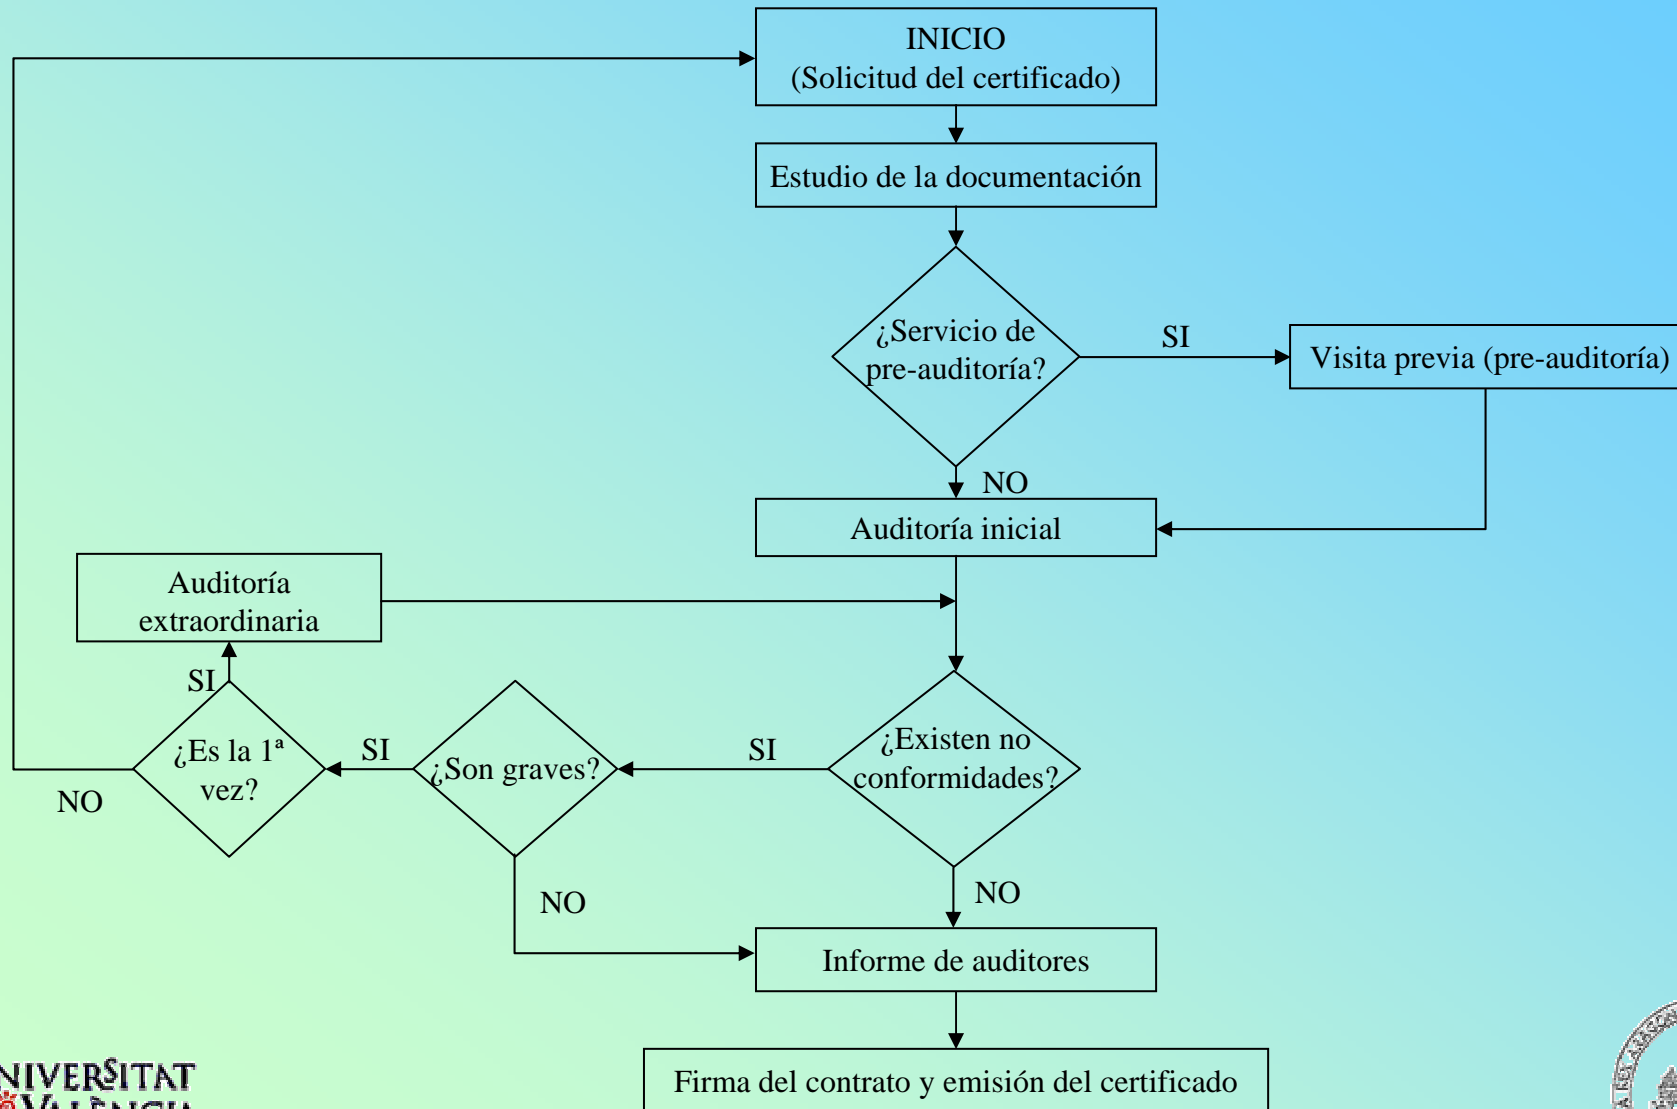 INICIO
(Solicitud del certificado)
Estudio de la documentación
¿Servicio de
pre-auditoría?
SI
Visita previa (pre-auditoría)
NO
Auditoría inicial
Auditoría
extraordinaria
SI
¿Es la 1ª
vez?
NO
SI
¿Son graves?
NO
SI
¿Existen no
conformidades?
NO
Informe de auditores
Firma del contrato y emisión del certificado
NIVERSITAT
VALÈNCIA